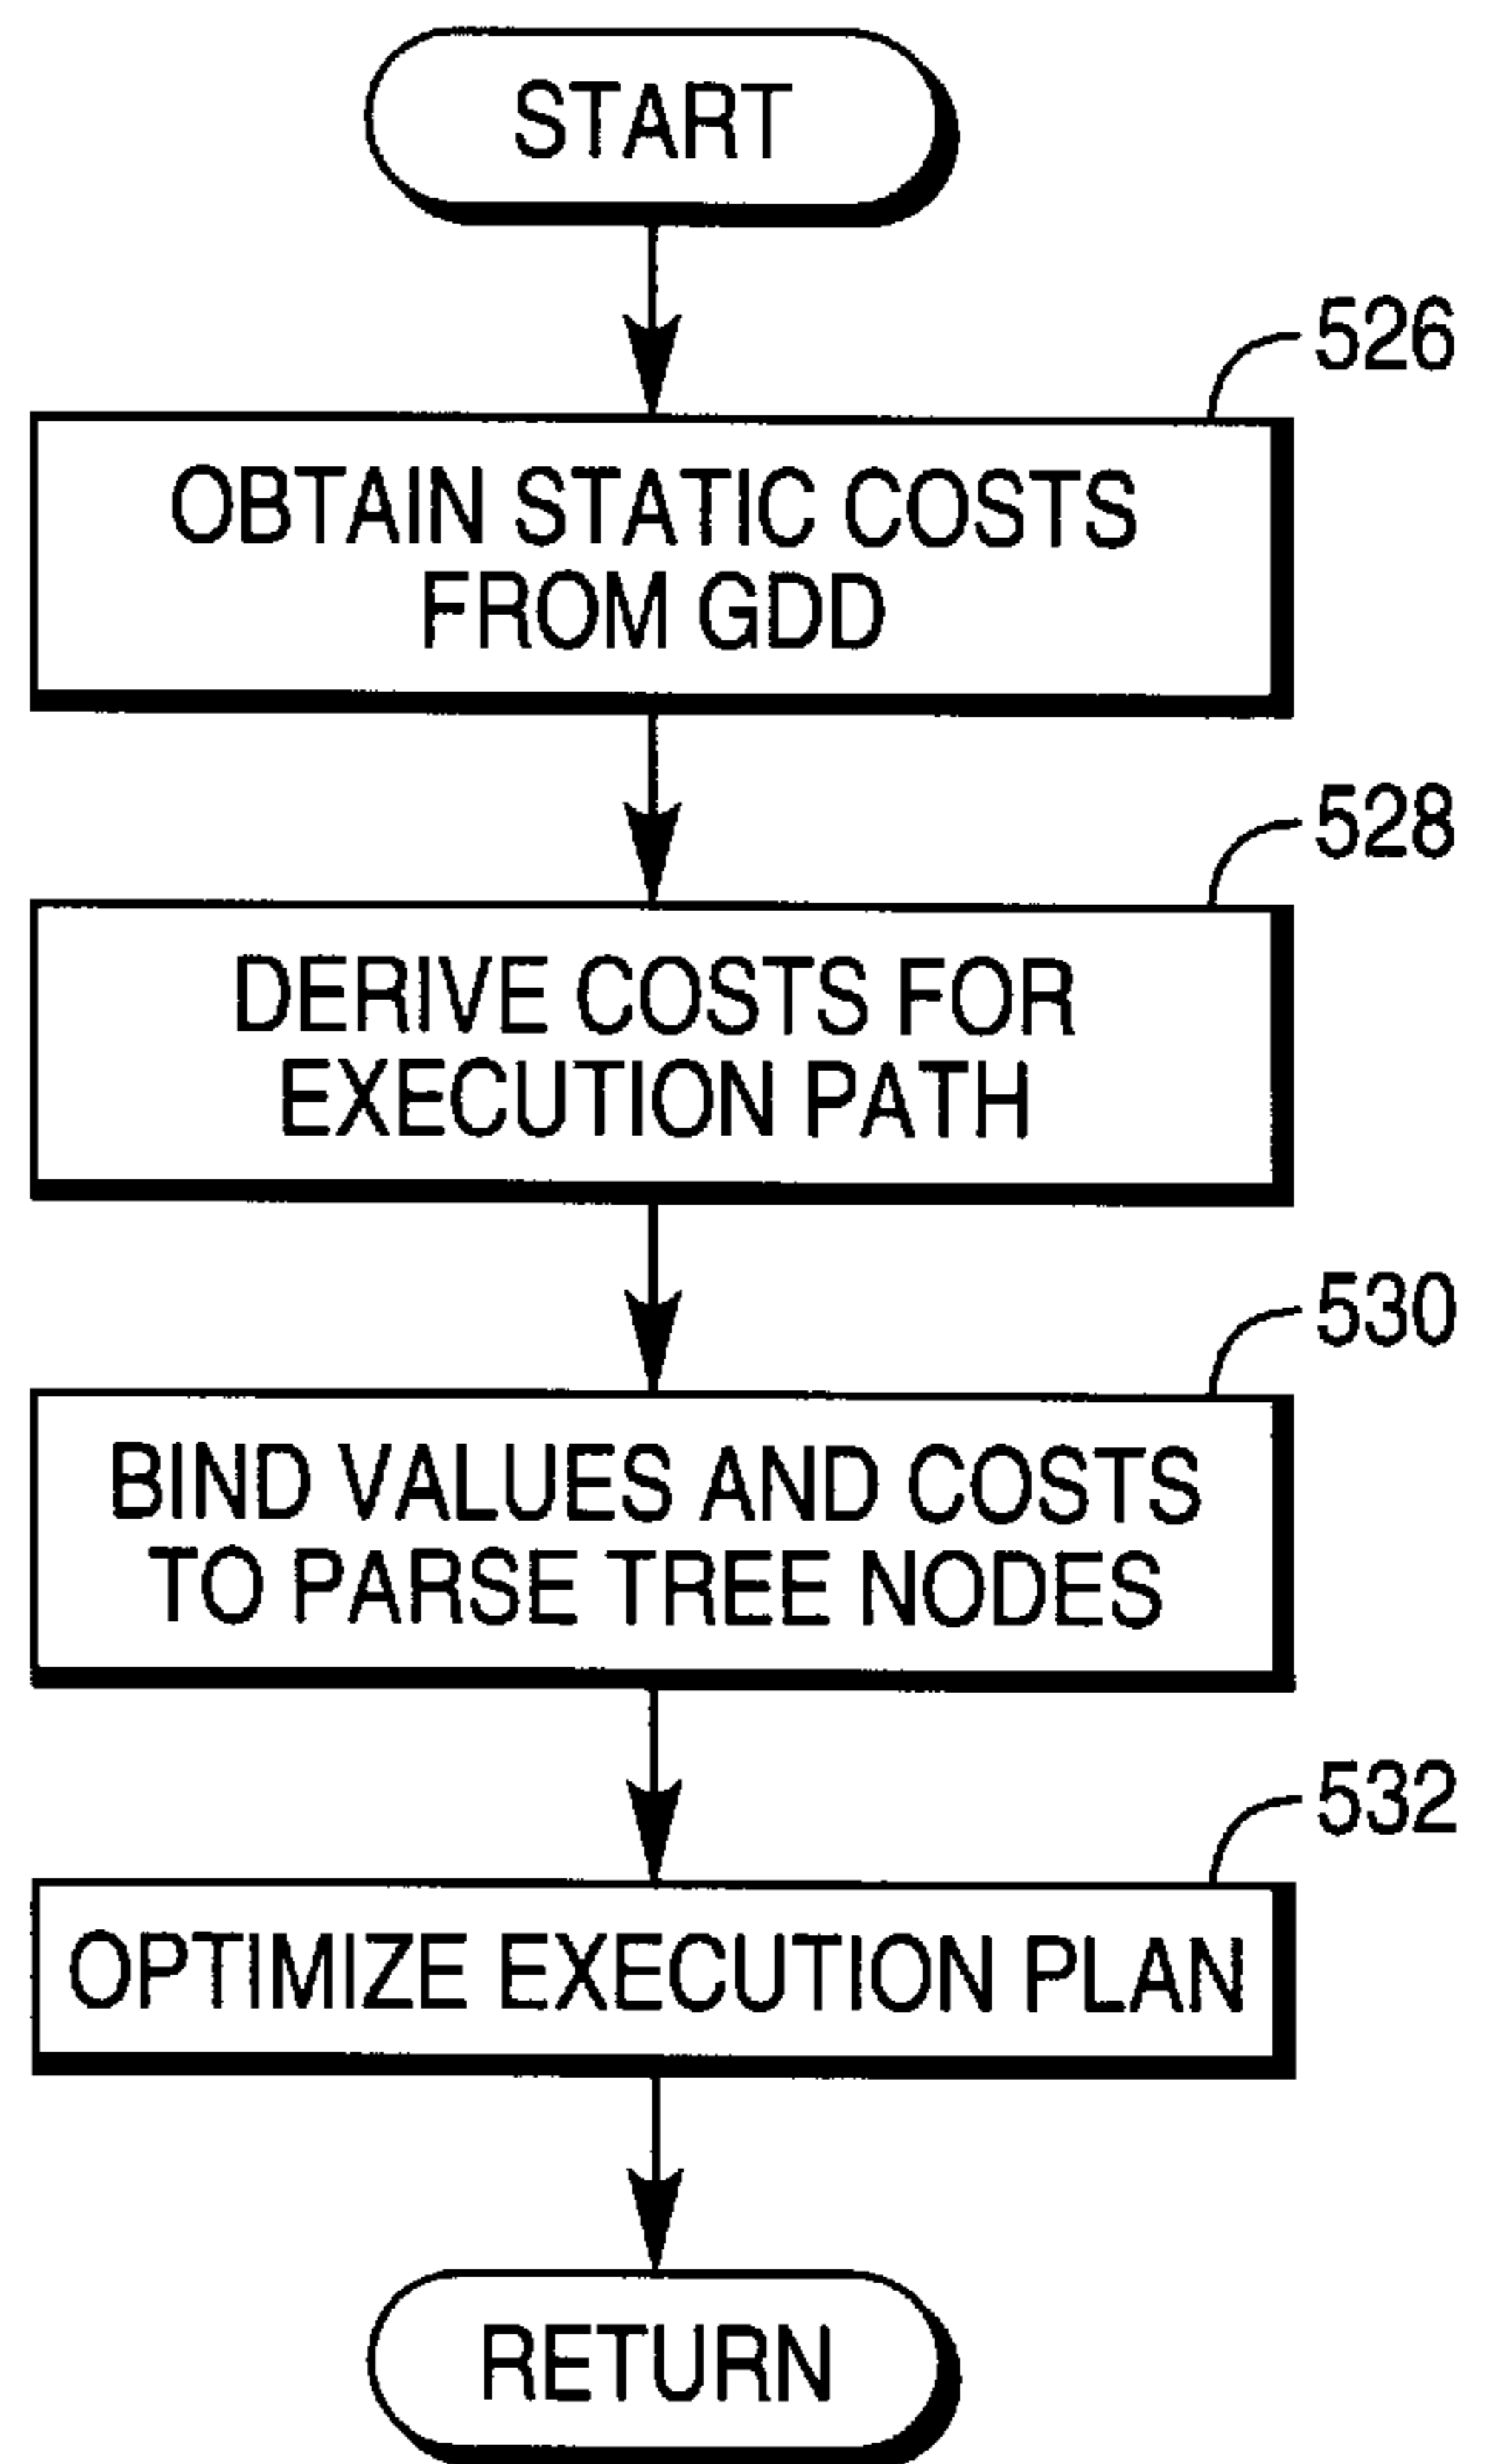 START
526
OBTAIN STATIC COSTS
FROM GDD
528
DERIVE COSTS FOR
EXECUTION PATH
530
BIND VALUES AND COSTS
TO PARSE TREE NODES
532
OPTIMIZE EXECUTION PLAN
RETURN